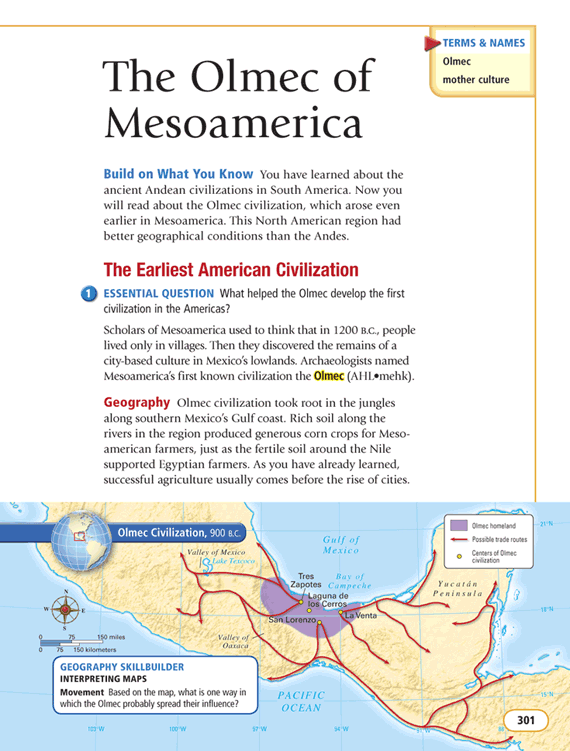 TERMS & NAMES
Olmec
mother culture
The Olmec of
Mesoamerica
Build on What You Know You have learned about the
ancient Andean civilizations in South America. Now you
will read about the Olmec civilization, which arose even
earlier in Mesoamerica. This North American region had
better geographical conditions than the Andes.
The Earliest American Civilization
1 ESSENTIAL QUESTION What helped the Olmec develop the first
civilization in the Americas?
Scholars of Mesoamerica used to think that in 1200 B.C., people
lived only in villages. Then they discovered the remains of a
city-based culture in Mexico's lowlands. Archaeologists named
Mesoamerica's first known civilization the Olmec (AHL•mehk).
Geography Olmec civilization took root in the jungles
along southern Mexico's Gulf coast. Rich soil along the
rivers in the region produced generous corn crops for Meso-
american farmers, just as the fertile soil around the Nile
supported Egyptian farmers. As you have already learned,
successful agriculture usually comes before the rise of cities.
Olmec Civilization, 900 B.C.
Olmec homeland
Possible trade routes
Centers of Olmec
civilization
21°N
Gulf of
Mexico
Valley of Mexico
Lake Texcoco
Tres
Zapotes
Bay of
Campeche
Yucatán
Peninsula
Laguna de
los Cerros
La Venta
San Lorenzo
18°N
N
W
E
S
0 75 150 miles
0 75 150 kilometers
Valley of
Oaxaca
GEOGRAPHY SKILLBUILDER
INTERPRETING MAPS
Movement Based on the map, what is one way in
which the Olmec probably spread their influence?
PACIFIC
OCEAN
15°N
301
103°W
100°W
97°W
94°W